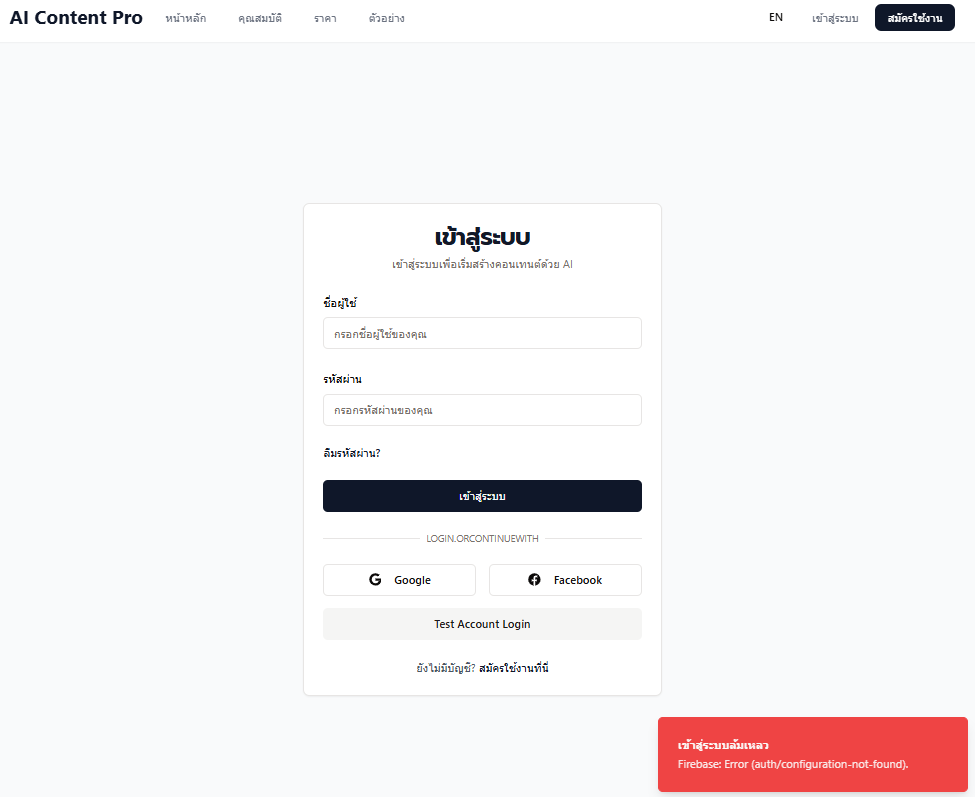 AI Content Pro หน้าหลัก คุณสมบัติ ราคา ตัวอย่าง EN เข้าสู่ระบบ สมัครใช้งาน
เข้าสู่ระบบ
เข้าสู่ระบบเพื่อเริ่มสร้างคอนเทนต์ด้วย AI
ชื่อผู้ใช้
กรอกชื่อผู้ใช้ของคุณ
รหัสผ่าน
กรอกรหัสผ่านของคุณ
ลืมรหัสผ่าน?
เข้าสู่ระบบ
LOGIN.ORCONTINUEWITH
Google Facebook
Test Account Login
ยังไม่มีบัญชี? สมัครใช้งานที่นี่
เข้าสู่ระบบล้มเหลว
Firebase: Error (auth/configuration-not-found).